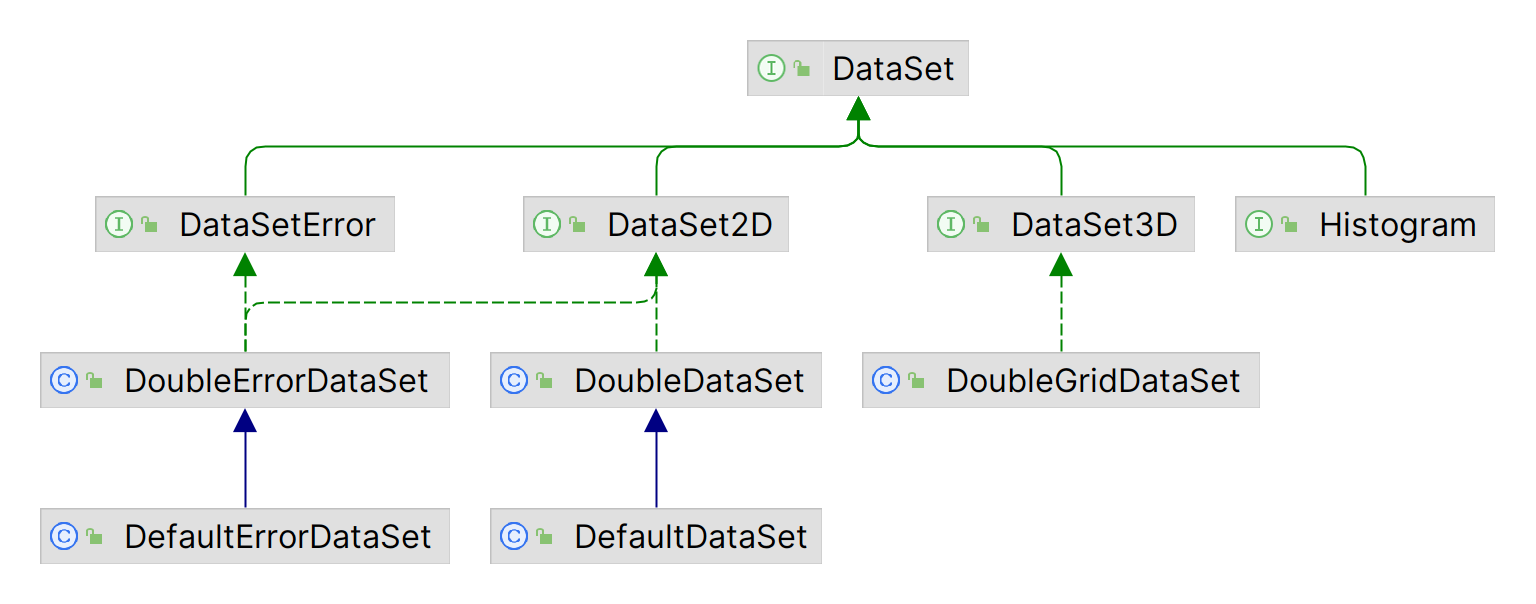 I DataSet
I DataSetError
I DataSet2D
I DataSet3D
I Histogram
C DoubleErrorDataSet
C DoubleDataSet
C DoubleGridDataSet
C DefaultErrorDataSet
C DefaultDataSet